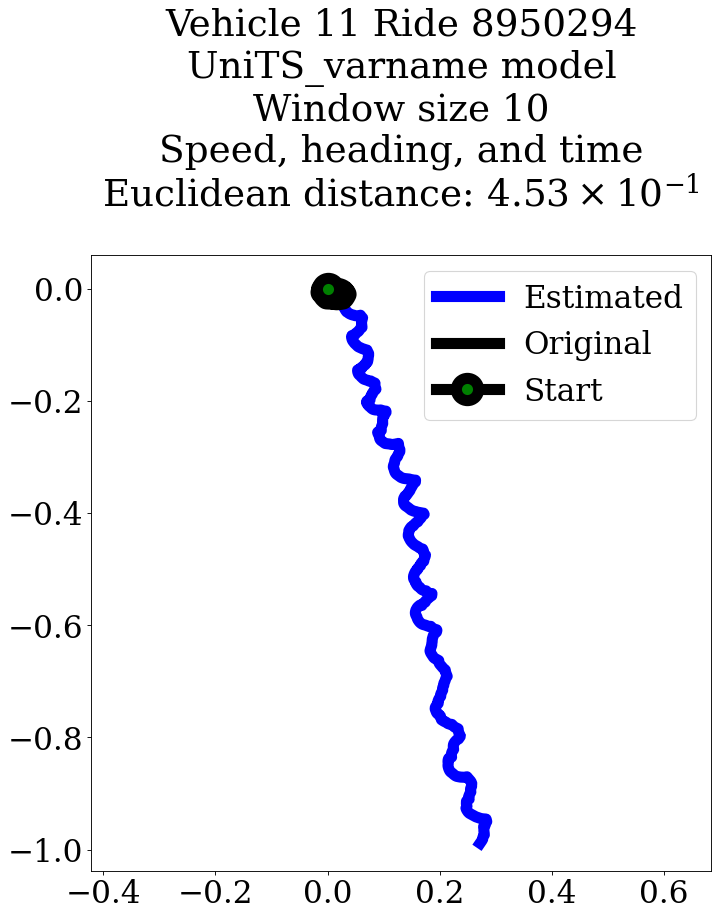 Vehicle 11 Ride 8950294
UniTS_varname model
Window size 10
Speed, heading, and time
Euclidean distance: 4.53 × 10⁻¹
Estimated
Original
Start
0.0
−0.2
−0.4
−0.6
−0.8
−1.0
−0.4
−0.2
0.0
0.2
0.4
0.6